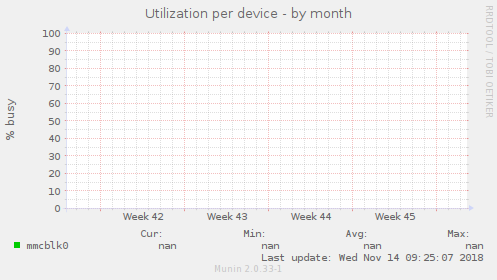 Utilization per device - by month
RRDTOOL / TOBI OETIKER
% busy
100
90
80
70
60
50
40
30
20
10
0
Week 42 Week 43 Week 44 Week 45
Cur: Min: Avg: Max:
mmcblk0 nan nan nan nan
Last update: Wed Nov 14 09:25:07 2018
Munin 2.0.33-1